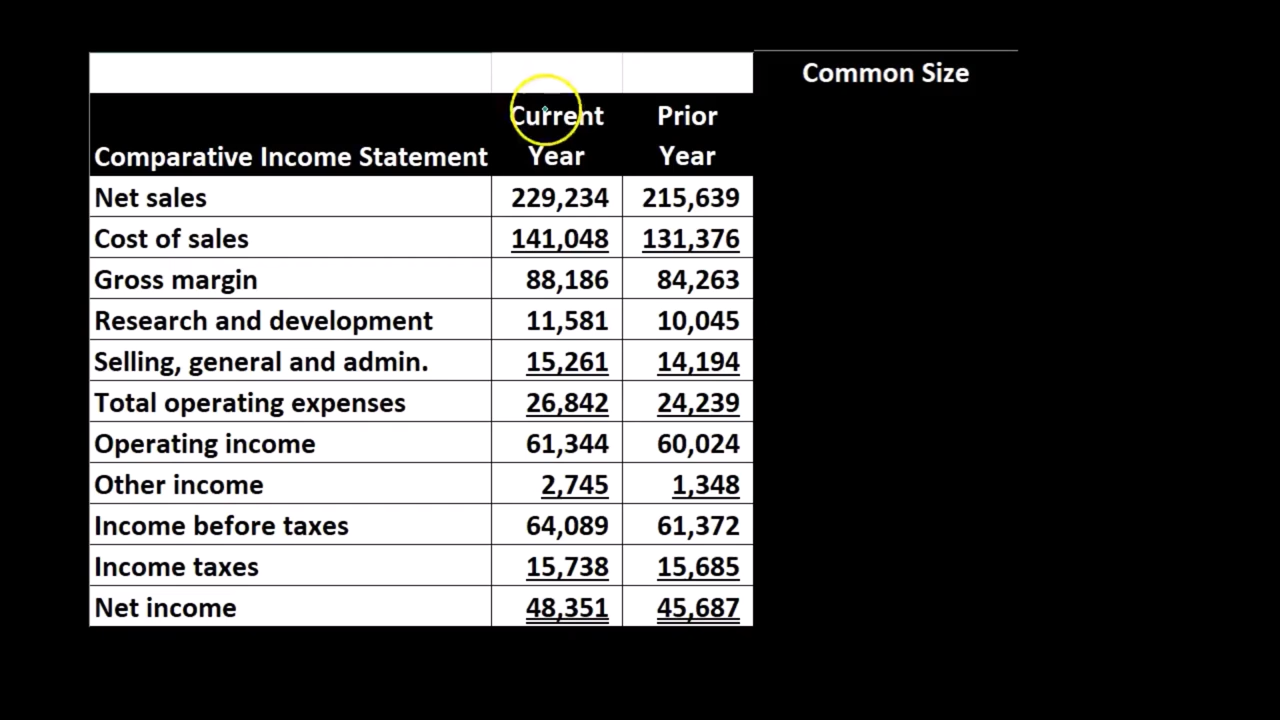 Common Size
Current Prior
Comparative Income Statement Year Year
Net sales 229,234 215,639
Cost of sales 141,048 131,376
Gross margin 88,186 84,263
Research and development 11,581 10,045
Selling, general and admin. 15,261 14,194
Total operating expenses 26,842 24,239
Operating income 61,344 60,024
Other income 2,745 1,348
Income before taxes 64,089 61,372
Income taxes 15,738 15,685
Net income 48,351 45,687